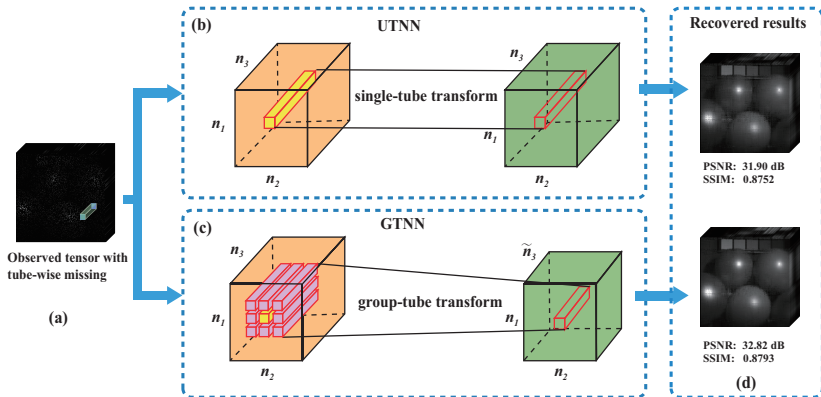 (b)
UTNN
n3
single-tube transform
n3
n1
n1
n2
n2
Observed tensor with
tube-wise missing
(a)
(c)
GTNN
n3
ñ3
group-tube transform
n1
n1
n2
n2
Recovered results
PSNR: 31.90 dB
SSIM: 0.8752
PSNR: 32.82 dB
SSIM: 0.8793
(d)